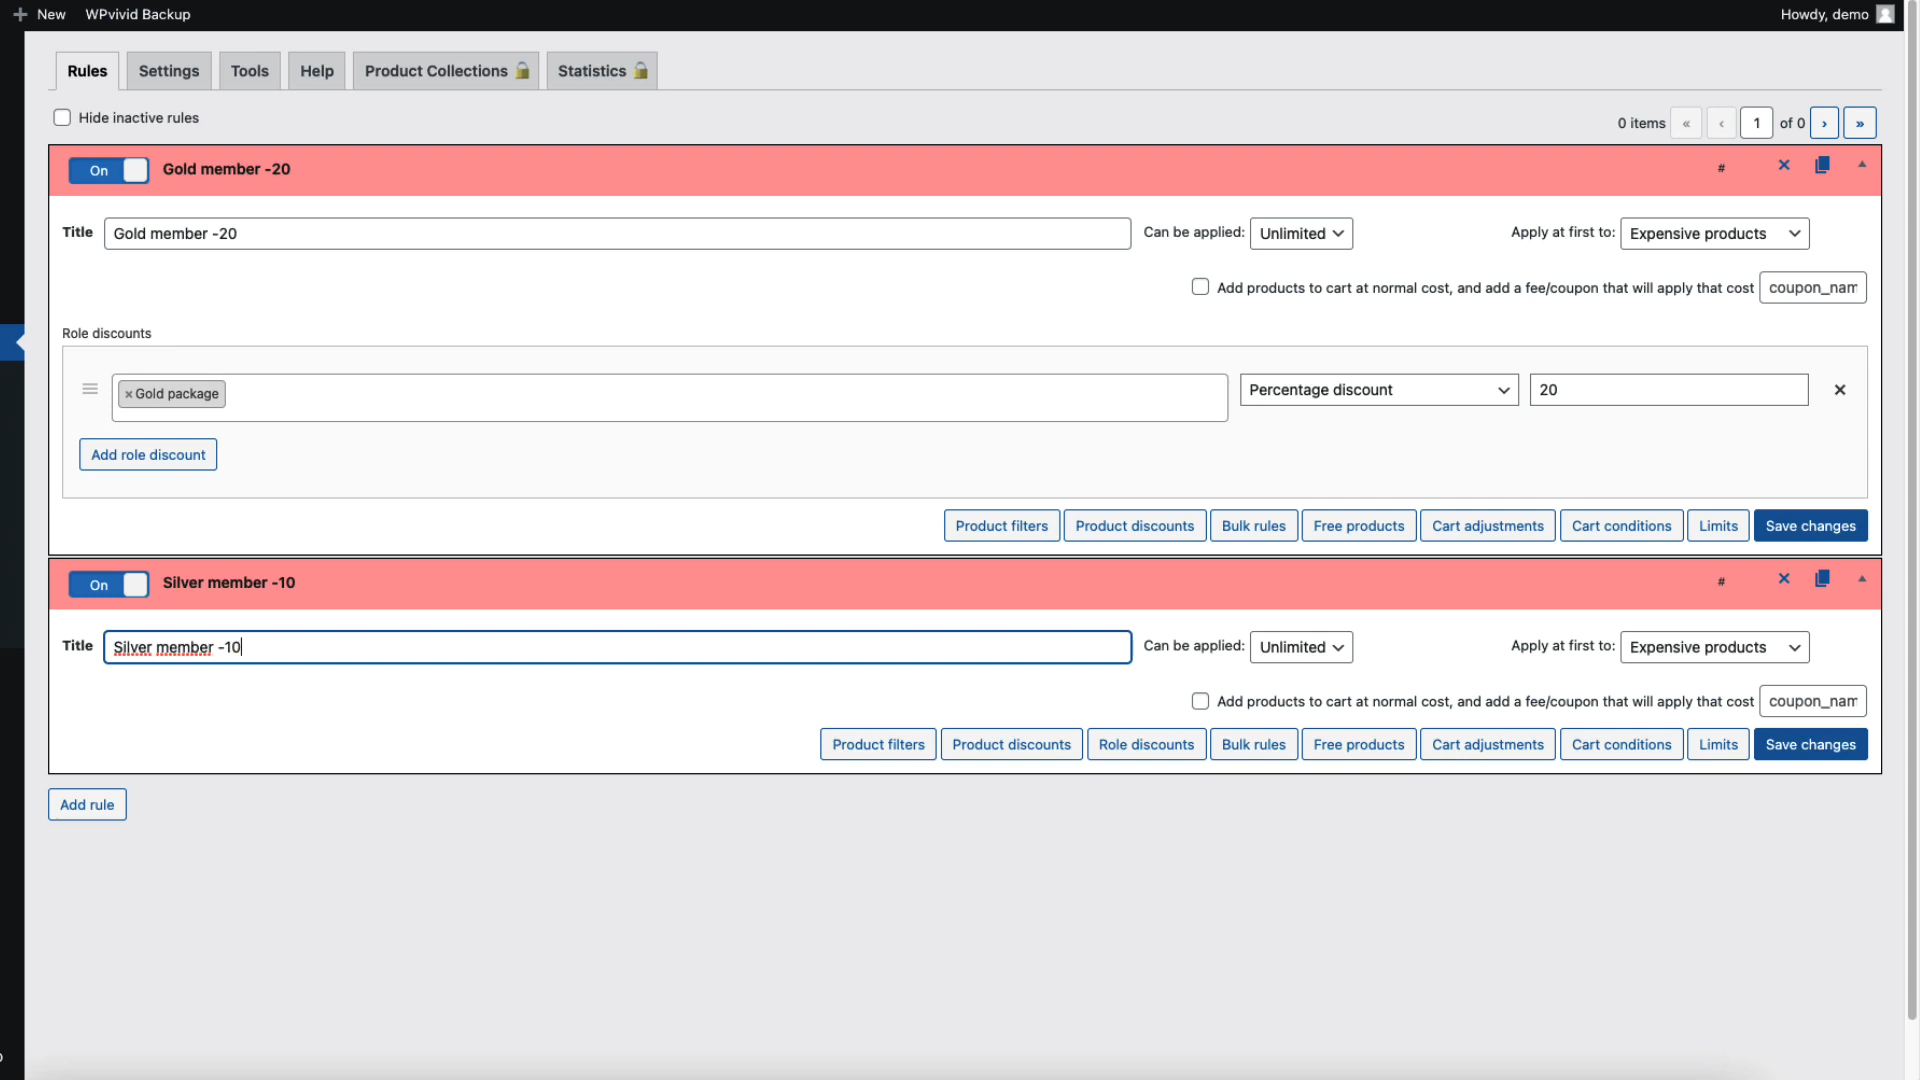 New WPvivid Backup Howdy, demo
Rules Settings Tools Help Product Collections Statistics
Hide inactive rules 0 items « ‹ 1 of 0 › »
On Gold member -20 #
Title Gold member -20 Can be applied: Unlimited Apply at first to: Expensive products
Add products to cart at normal cost, and add a fee/coupon that will apply that cost coupon_nam
Role discounts
×Gold package Percentage discount 20
Add role discount
Product filters Product discounts Bulk rules Free products Cart adjustments Cart conditions Limits Save changes
On Silver member -10 #
Title Silver member -10 Can be applied: Unlimited Apply at first to: Expensive products
Add products to cart at normal cost, and add a fee/coupon that will apply that cost coupon_nam
Product filters Product discounts Role discounts Bulk rules Free products Cart adjustments Cart conditions Limits Save changes
Add rule